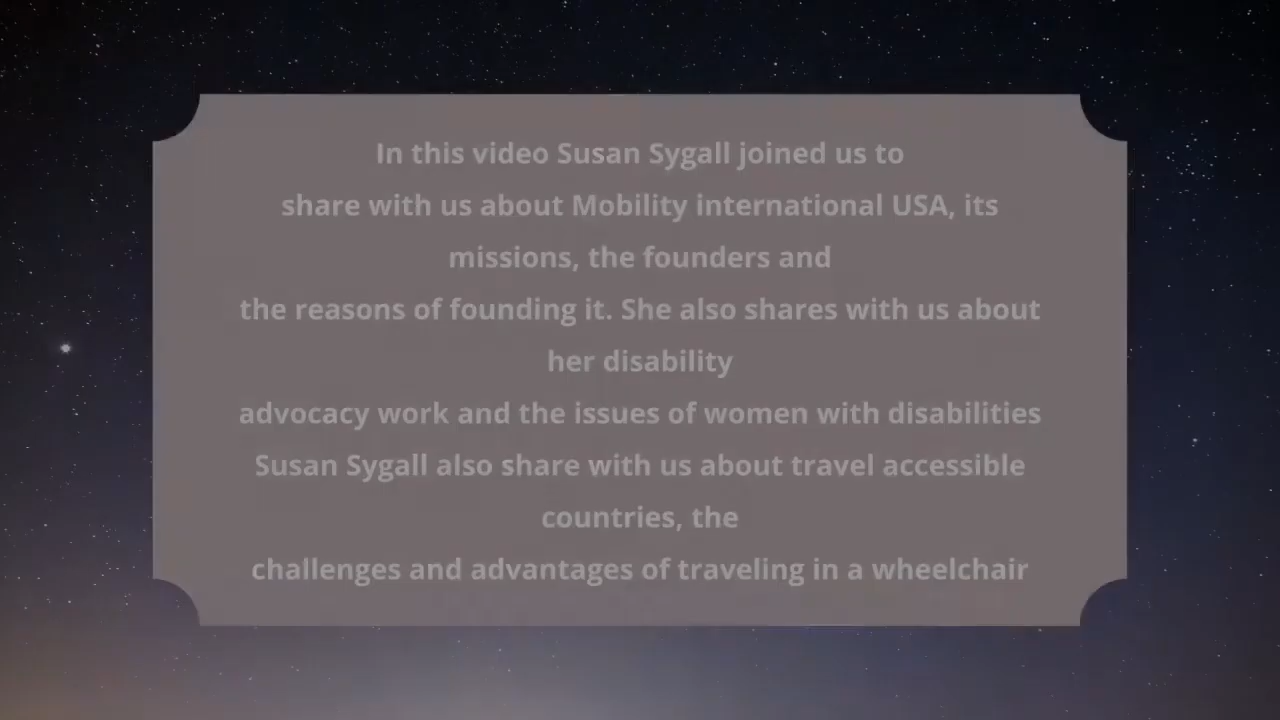 In this video Susan Sygall joined us to
share with us about Mobility international USA, its
missions, the founders and
the reasons of founding it. She also shares with us about
her disability
advocacy work and the issues of women with disabilities
Susan Sygall also share with us about travel accessible
countries, the
challenges and advantages of traveling in a wheelchair